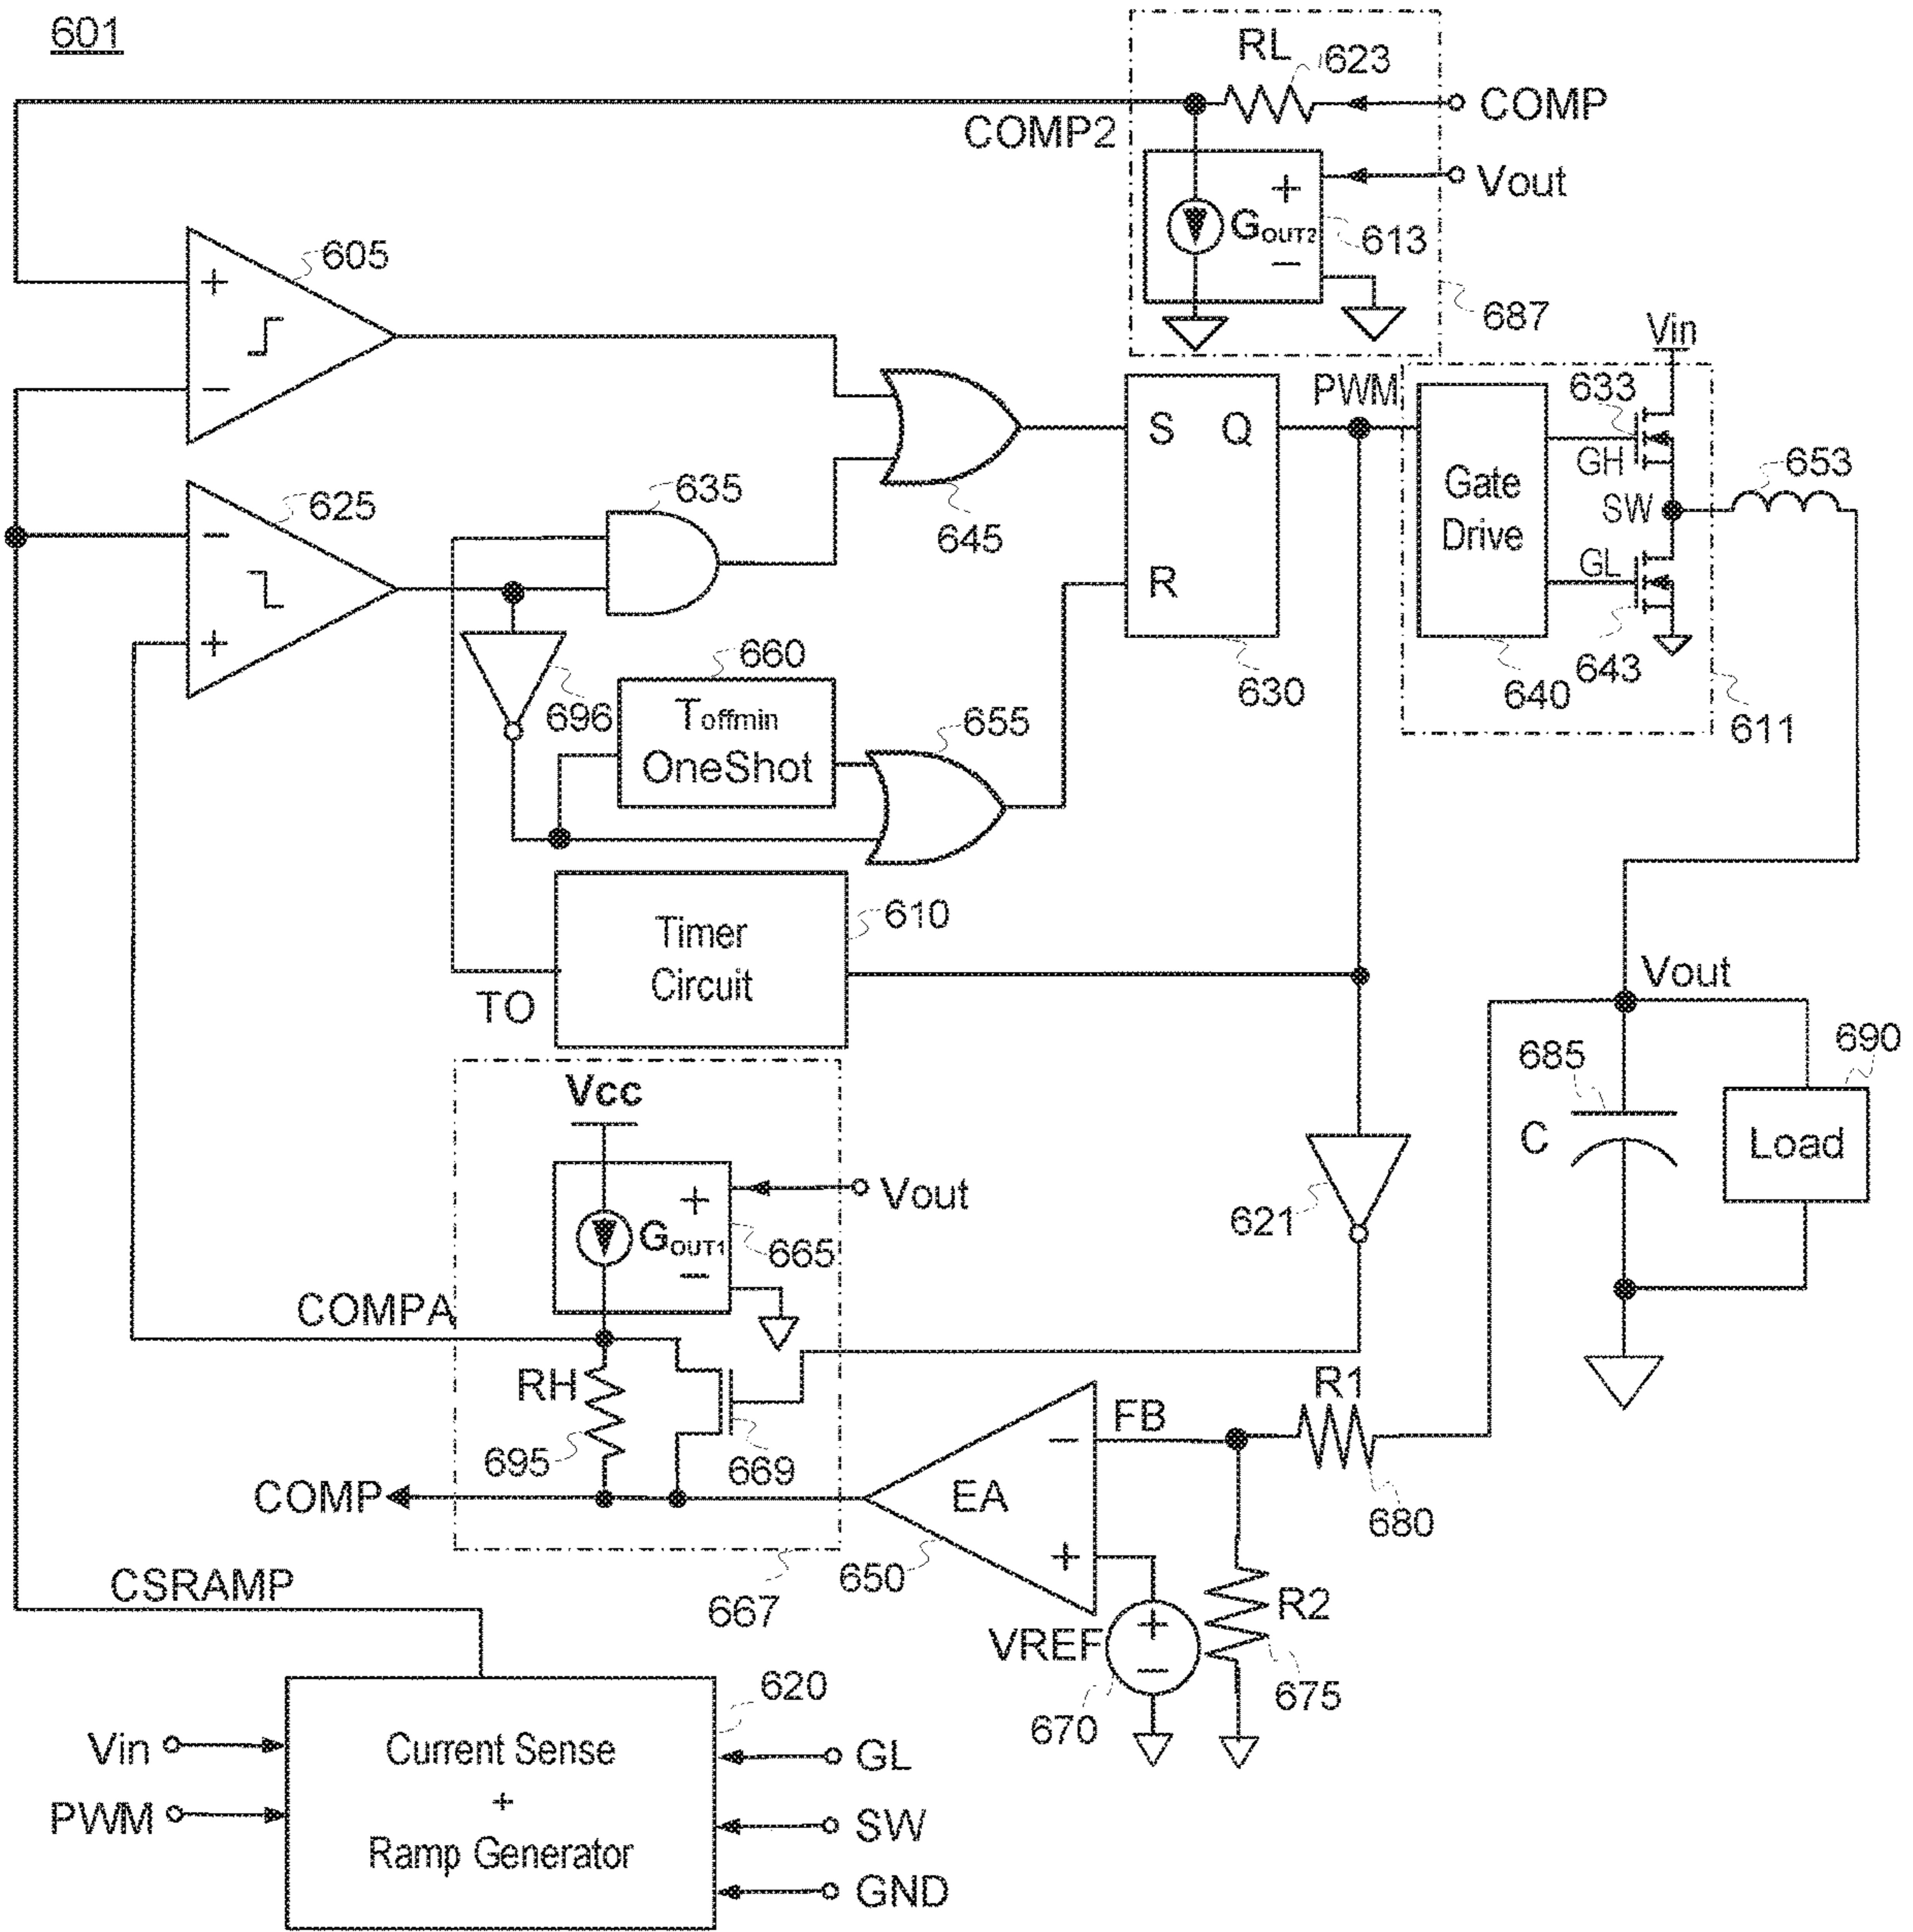 601
RL
623
COMP
COMP2
Vout
+
GOUT2
613
−
687
605
+
−
Vin
PWM
633
GH
653
S
Q
Gate
Drive
SW
GL
R
645
635
625
−
+
660
696
Toffmin
OneShot
655
630
640
643
611
610
Timer
Circuit
TO
Vout
685
690
C
Load
Vcc
+
Vout
GOUT1
665
−
621
COMPA
RH
R1
FB
−
695
669
EA
COMP
680
+
650
CSRAMP
667
R2
VREF
+
−
675
670
620
Vin
Current Sense
+
Ramp Generator
GL
PWM
SW
GND